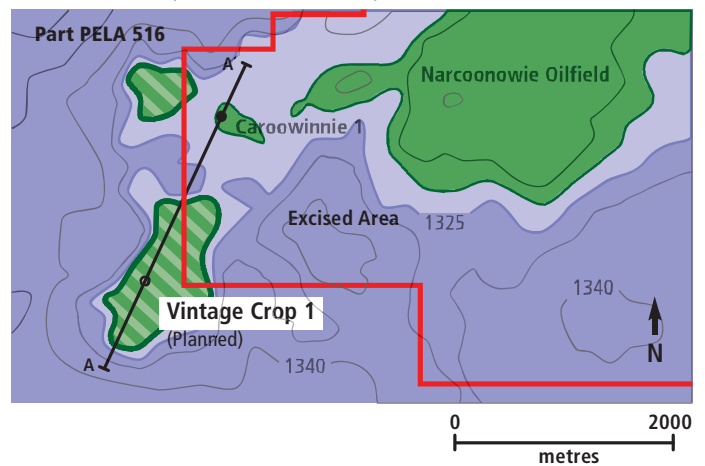 Part PELA 516
A'
Narcoonowie Oilfield
Caroowinnie 1
Excised Area
1325
1340
Vintage Crop 1
(Planned)
N
A
1340
0 2000
metres